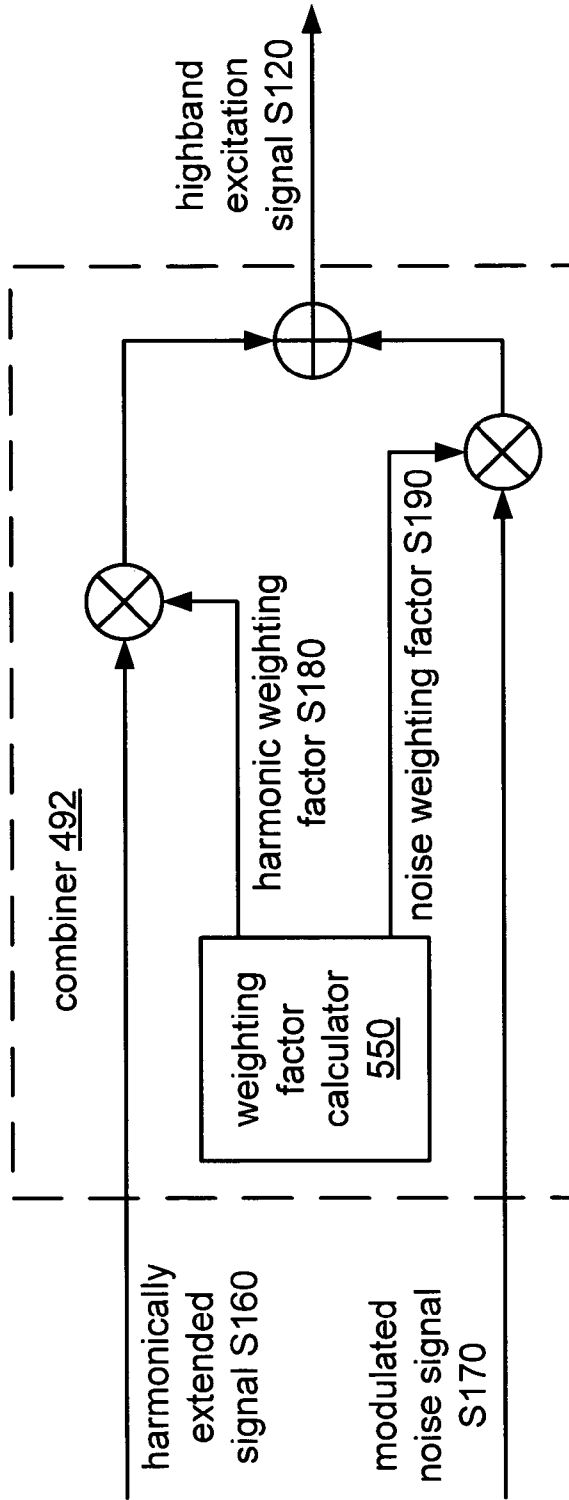 combiner 492
harmonically
extended
signal S160
modulated
noise signal
S170
weighting
factor
calculator
550
harmonic weighting
factor S180
noise weighting factor S190
highband
excitation
signal S120